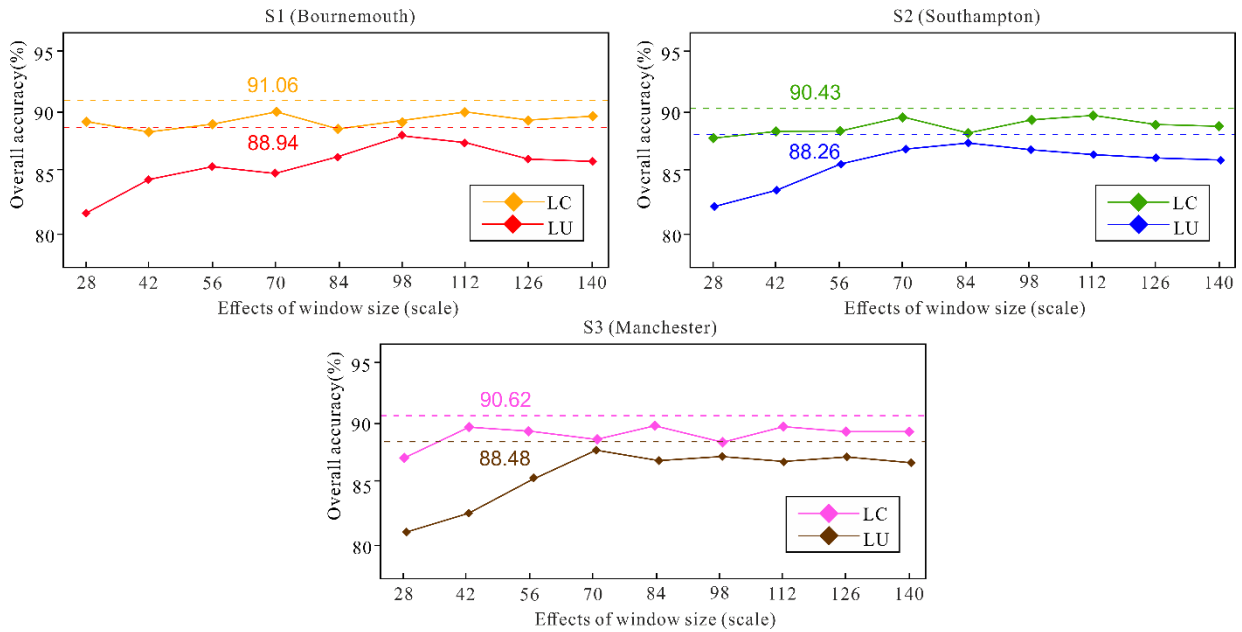 S1 (Bournemouth)
Overall accuracy(%)
95
90
85
80
91.06
88.94
LC
LU
28 42 56 70 84 98 112 126 140
Effects of window size (scale)
S2 (Southampton)
Overall accuracy(%)
95
90
85
80
90.43
88.26
LC
LU
28 42 56 70 84 98 112 126 140
Effects of window size (scale)
S3 (Manchester)
Overall accuracy(%)
95
90
85
80
90.62
88.48
LC
LU
28 42 56 70 84 98 112 126 140
Effects of window size (scale)